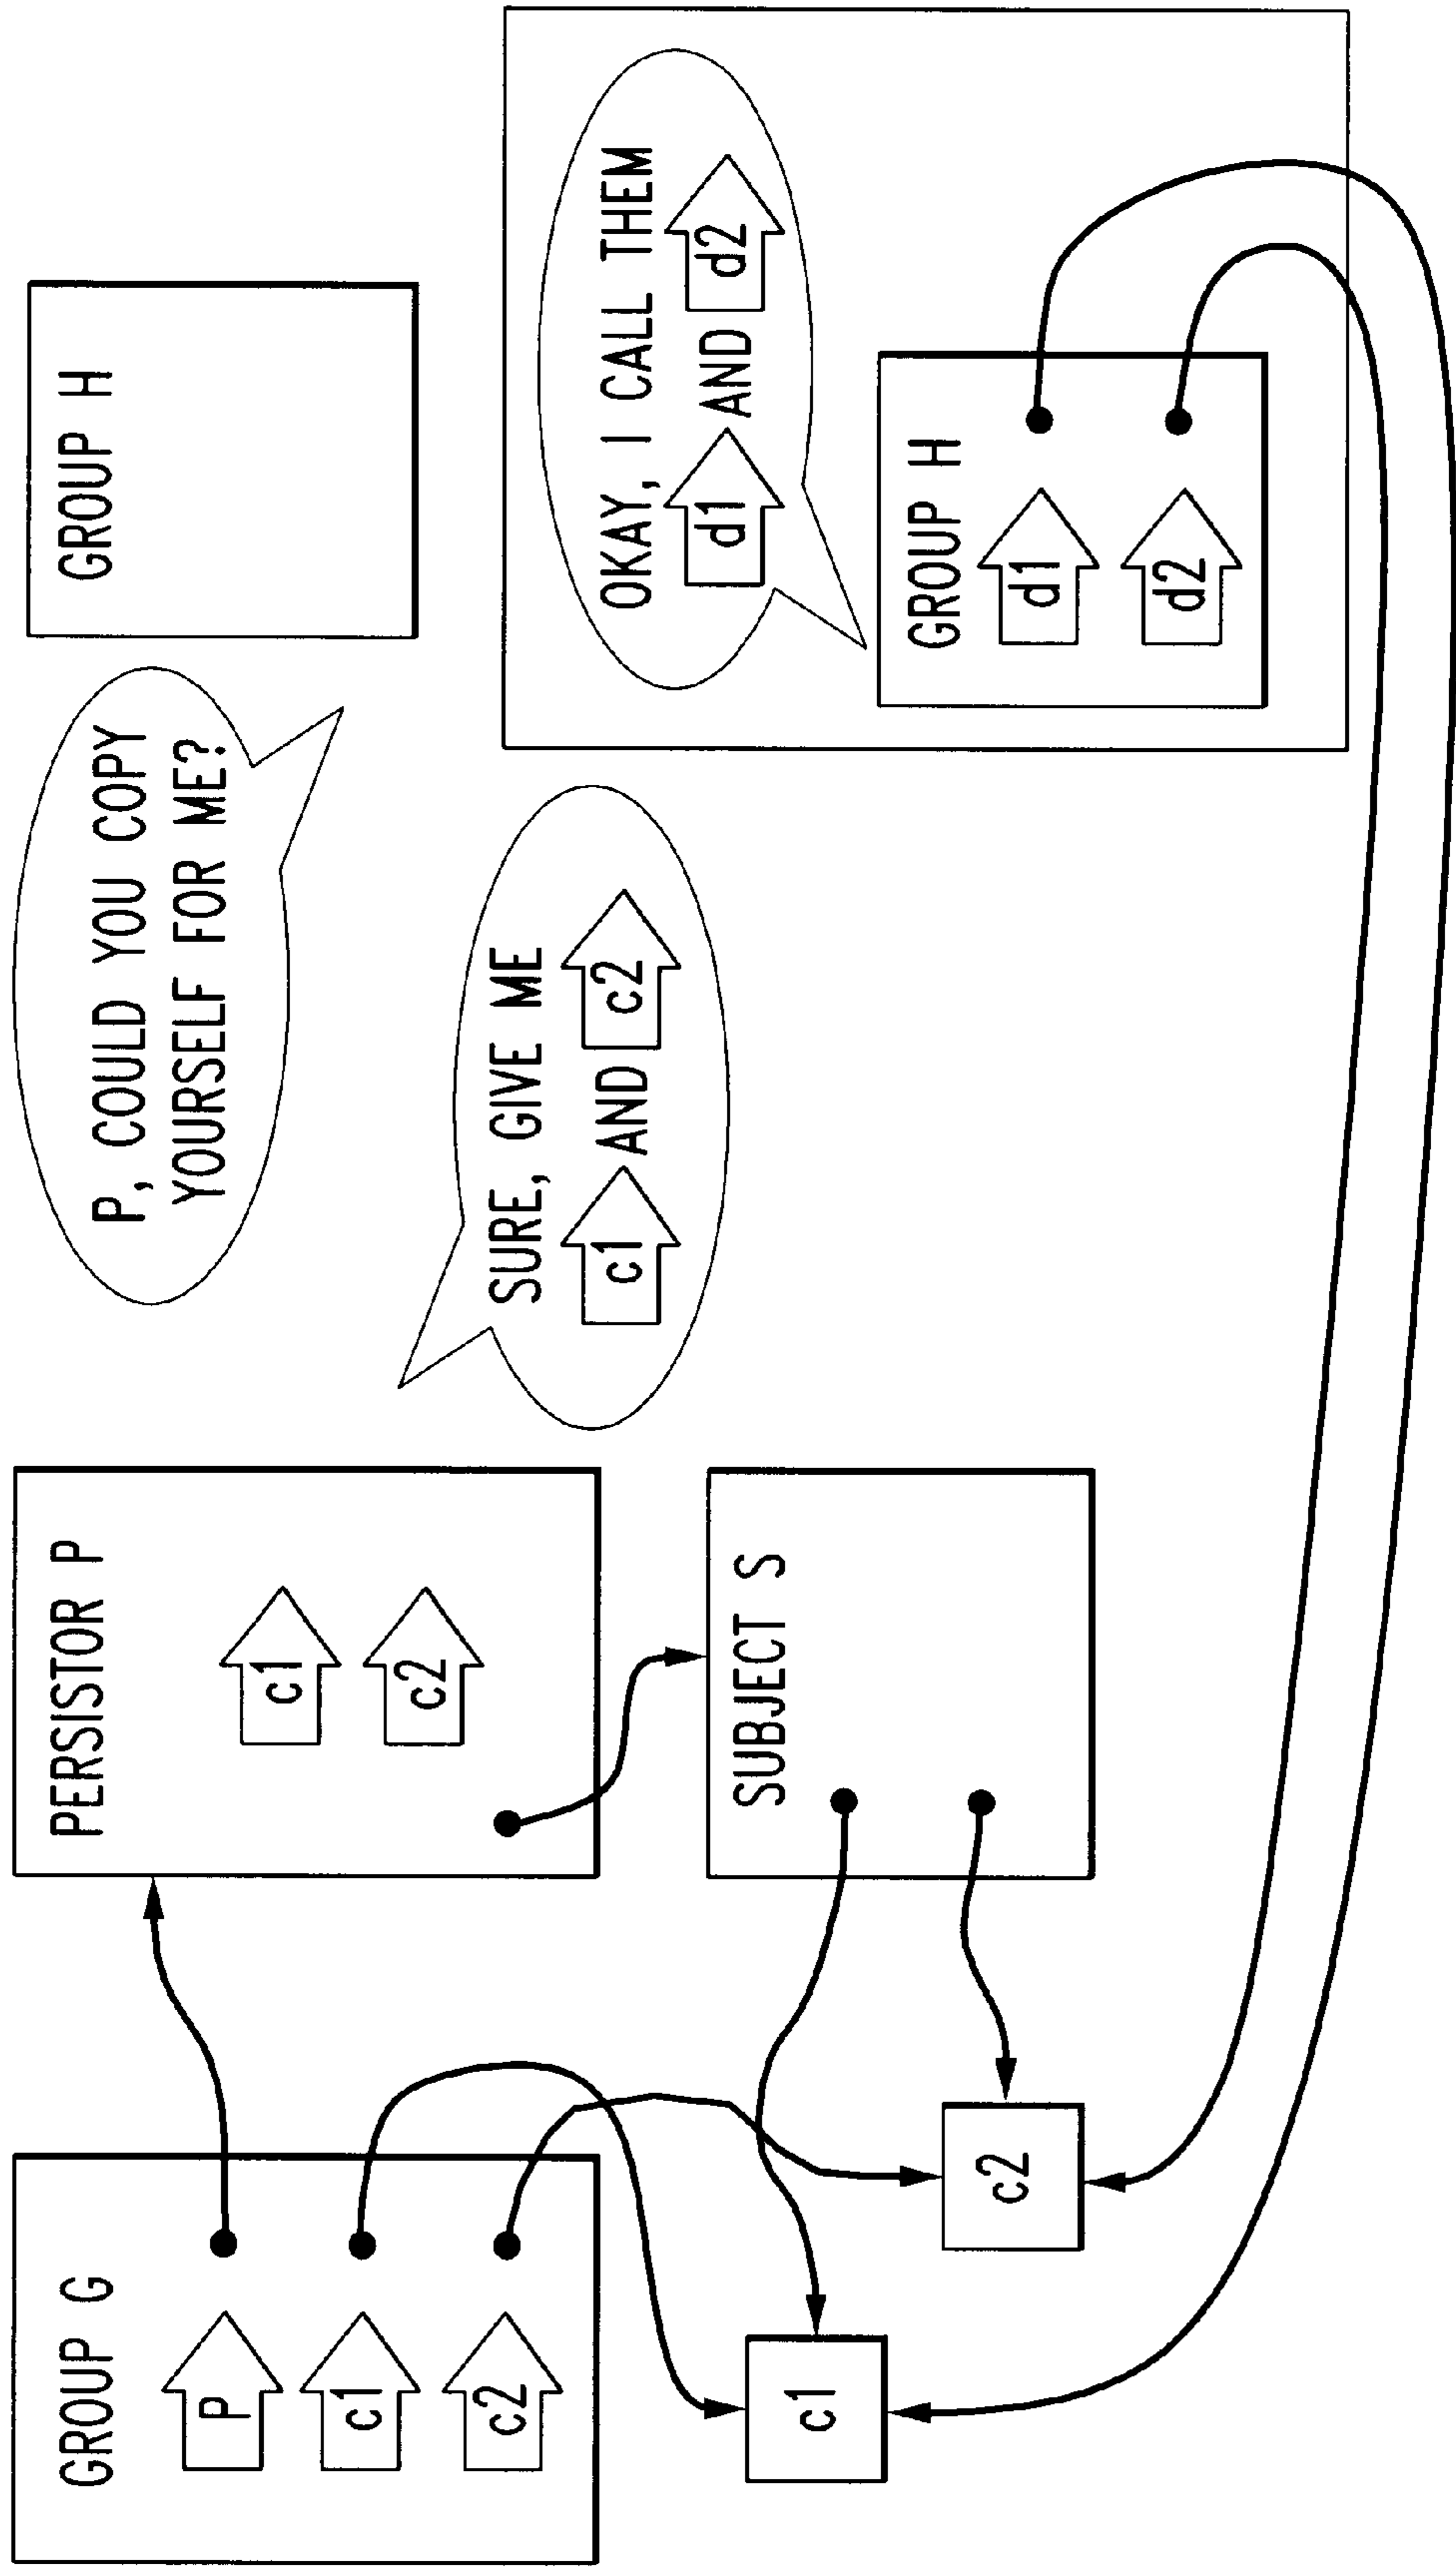 GROUP G
P
c1
c2
PERSISTOR P
c1
c2
P, COULD YOU COPY
YOURSELF FOR ME?
GROUP H
SURE, GIVE ME
c1 AND c2
SUBJECT S
c1
c2
OKAY, I CALL THEM
d1 AND d2
GROUP H
d1
d2